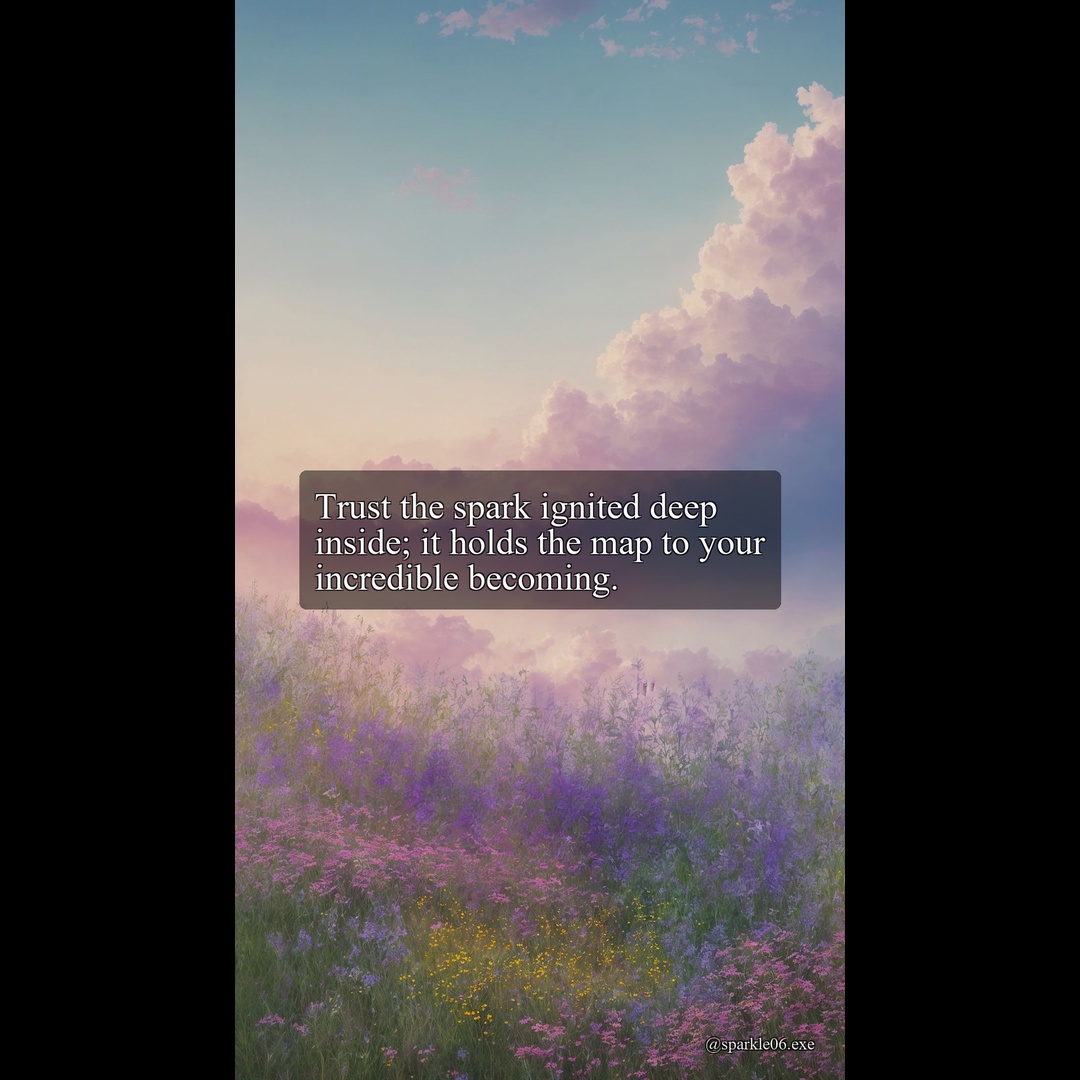 Trust the spark ignited deep
inside; it holds the map to your
incredible becoming.
@sparkle06.exe